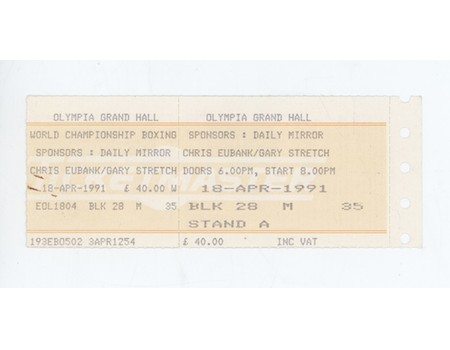 OLYMPIA GRAND HALL OLYMPIA GRAND HALL
WORLD CHAMPIONSHIP BOXING SPONSORS : DAILY MIRROR
SPONSORS : DAILY MIRROR CHRIS EUBANK/GARY STRETCH
CHRIS EUBANK/GARY STRETCH DOORS 6.00PM, START 8.00PM
18-APR-1991 £ 40.00 W 18-APR-1991
EOL1804 BLK 28 M 35 BLK 28 M 35
STAND A
193EB0502 3APR1254 £ 40.00 INC VAT